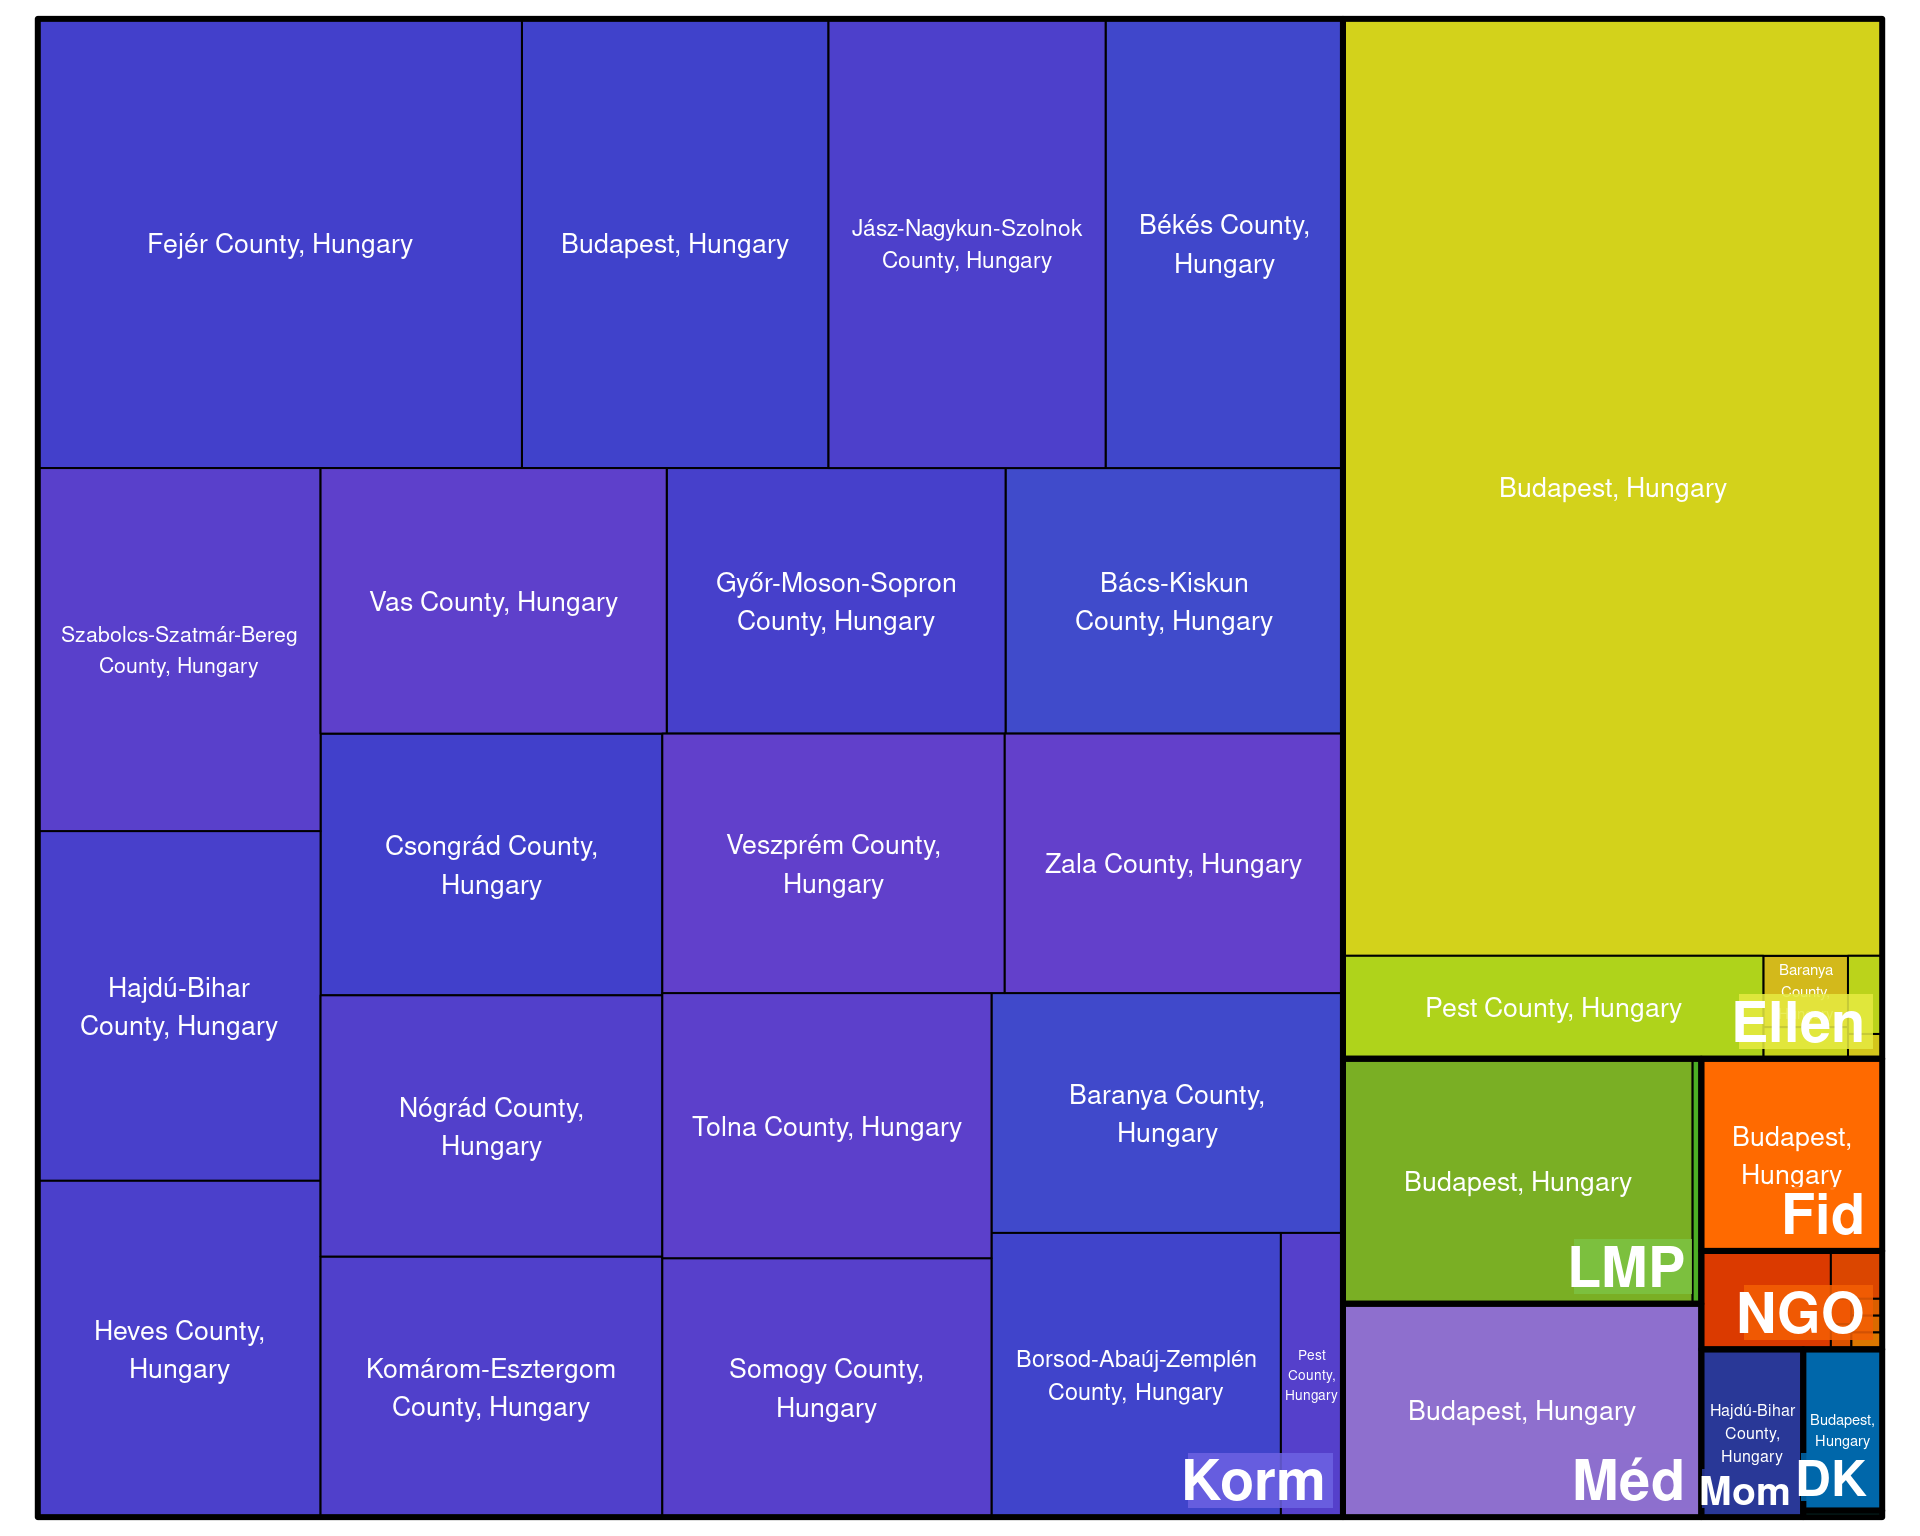 Fejér County, Hungary
Budapest, Hungary
Jász-Nagykun-Szolnok
County, Hungary
Békés County,
Hungary
Szabolcs-Szatmár-Bereg
County, Hungary
Vas County, Hungary
Győr-Moson-Sopron
County, Hungary
Bács-Kiskun
County, Hungary
Hajdú-Bihar
County, Hungary
Csongrád County,
Hungary
Veszprém County,
Hungary
Zala County, Hungary
Heves County,
Hungary
Nógrád County,
Hungary
Tolna County, Hungary
Baranya County,
Hungary
Komárom-Esztergom
County, Hungary
Somogy County,
Hungary
Borsod-Abaúj-Zemplén
County, Hungary
Pest
County,
Hungary
Korm
Budapest, Hungary
Pest County, Hungary
Baranya
County,
Ellen
Budapest, Hungary
LMP
Budapest,
Hungary
Fid
NGO
Budapest, Hungary
Méd
Hajdú-Bihar
County,
Hungary
Mom
Budapest,
Hungary
DK